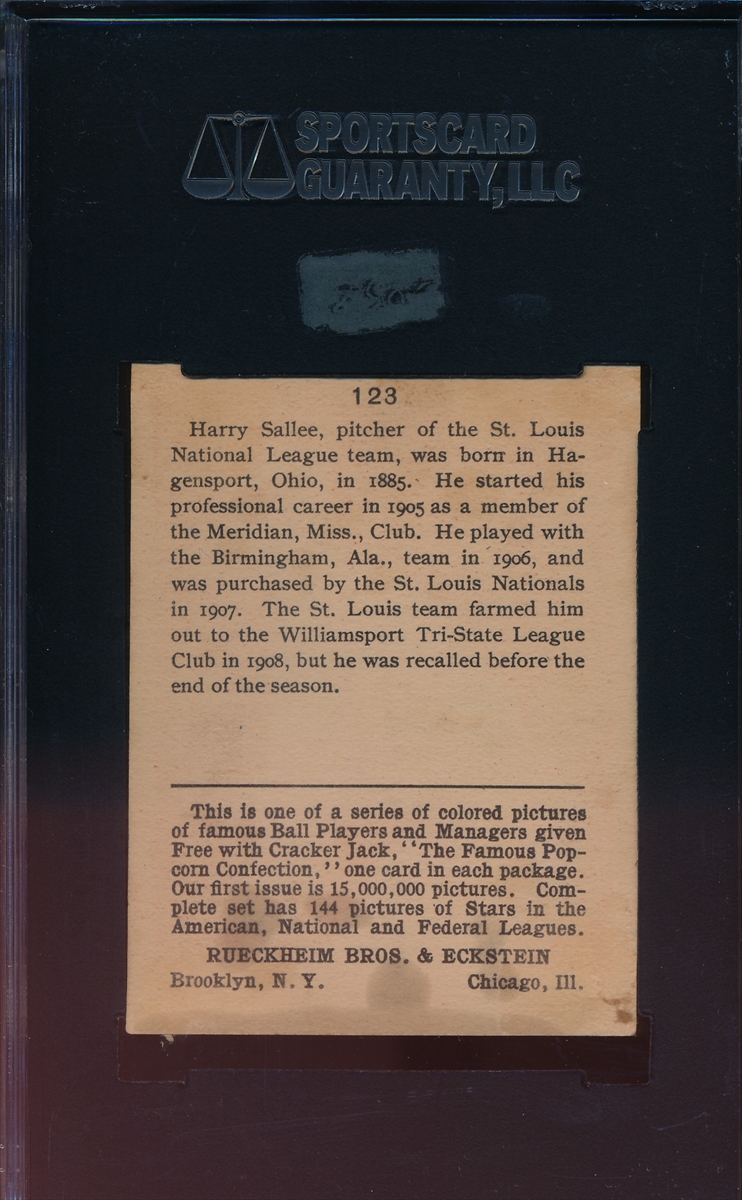 SPORTSCARD
GUARANTY, LLC
123
Harry Sallee, pitcher of the St. Louis
National League team, was born in Ha-
gensport, Ohio, in 1885. He started his
professional career in 1905 as a member of
the Meridian, Miss., Club. He played with
the Birmingham, Ala., team in 1906, and
was purchased by the St. Louis Nationals
in 1907. The St. Louis team farmed him
out to the Williamsport Tri-State League
Club in 1908, but he was recalled before the
end of the season.
This is one of a series of colored pictures
of famous Ball Players and Managers given
Free with Cracker Jack, "The Famous Pop-
corn Confection," one card in each package.
Our first issue is 15,000,000 pictures. Com-
plete set has 144 pictures of Stars in the
American, National and Federal Leagues.
RUECKHEIM BROS. & ECKSTEIN
Brooklyn, N. Y. Chicago, Ill.